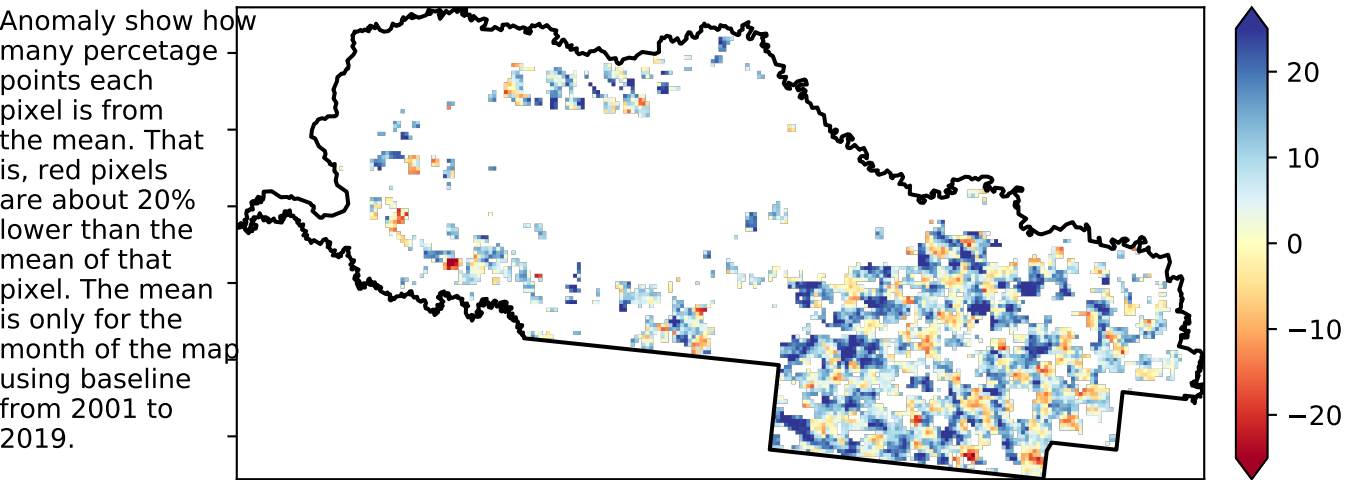 Anomaly show how
many percetage
points each
pixel is from
the mean. That
is, red pixels
are about 20%
lower than the
mean of that
pixel. The mean
is only for the
month of the map
using baseline
from 2001 to
2019.
20
10
0
−10
−20